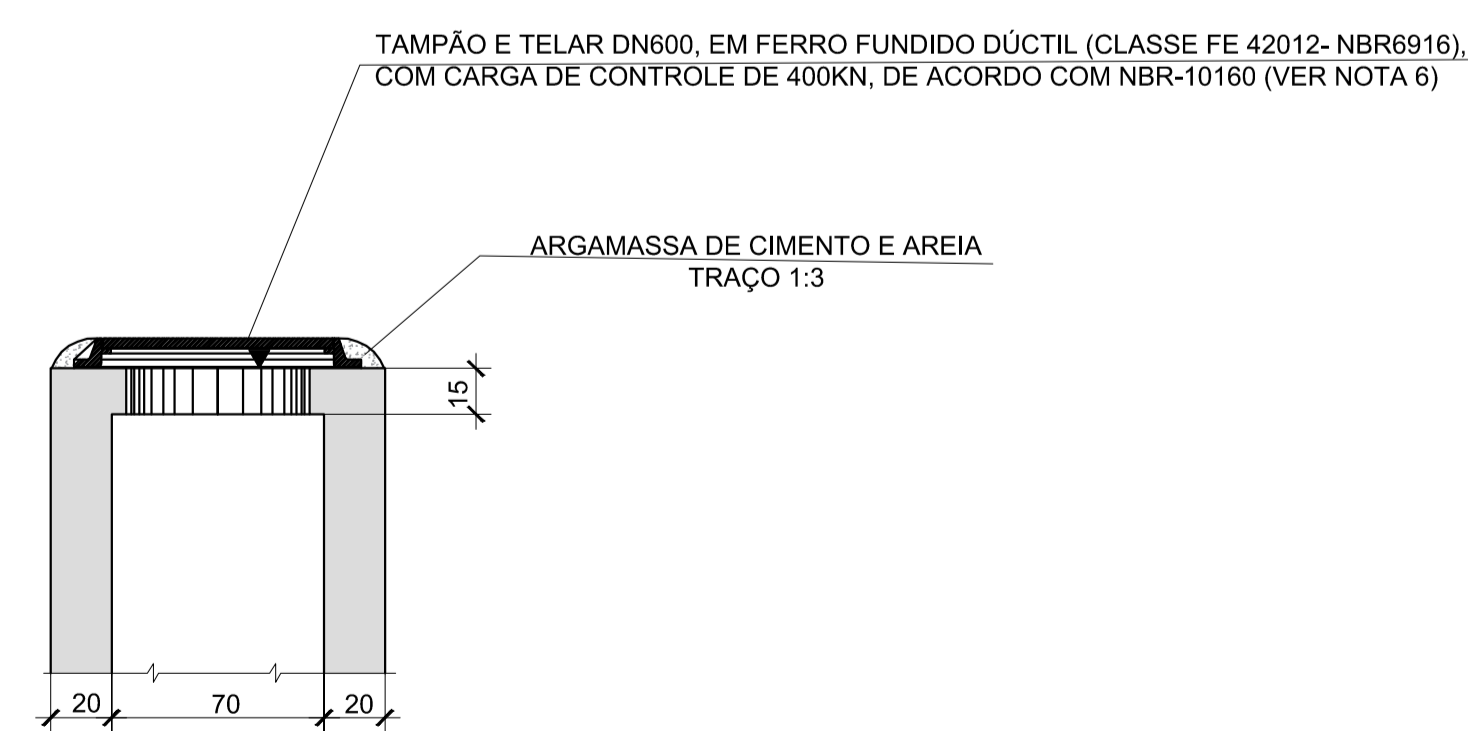 TAMPÃO E TELAR DN600, EM FERRO FUNDIDO DÚCTIL (CLASSE FE 42012- NBR6916),
COM CARGA DE CONTROLE DE 400KN, DE ACORDO COM NBR-10160 (VER NOTA 6)
ARGAMASSA DE CIMENTO E AREIA
TRAÇO 1:3
15
20 70 20